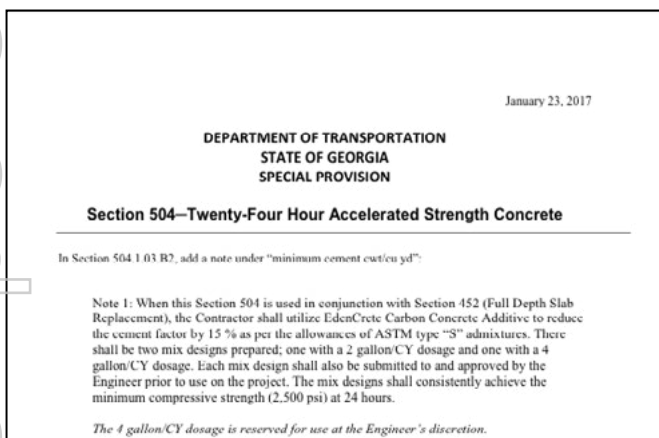 January 23, 2017
DEPARTMENT OF TRANSPORTATION
STATE OF GEORGIA
SPECIAL PROVISION
Section 504—Twenty-Four Hour Accelerated Strength Concrete
In Section 504.1.03 B2, add a note under “minimum cement cwt/cu yd”:
Note 1: When this Section 504 is used in conjunction with Section 452 (Full Depth Slab
Replacement), the Contractor shall utilize EdenCrete Carbon Concrete Additive to reduce
the cement factor by 15 % as per the allowances of ASTM type “S” admixtures. There
shall be two mix designs prepared; one with a 2 gallon/CY dosage and one with a 4
gallon/CY dosage. Each mix design shall also be submitted to and approved by the
Engineer prior to use on the project. The mix designs shall consistently achieve the
minimum compressive strength (2,500 psi) at 24 hours.
The 4 gallon/CY dosage is reserved for use at the Engineer’s discretion.